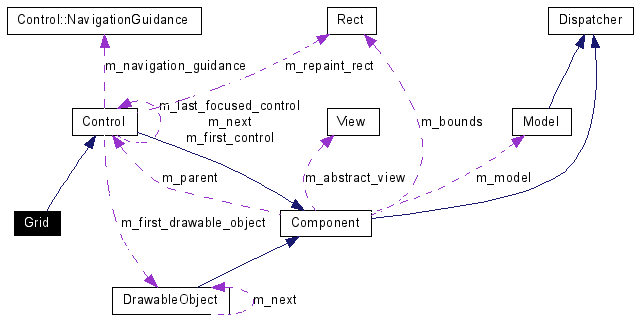 Control::NavigationGuidance
Rect
Dispatcher
m_navigation_guidance
m_repaint_rect
m_last_focused_control
m_next
m_first_control
Control
View
m_bounds
Model
m_parent
m_abstract_view
m_model
Grid
m_first_drawable_object
Component
DrawableObject
m_next